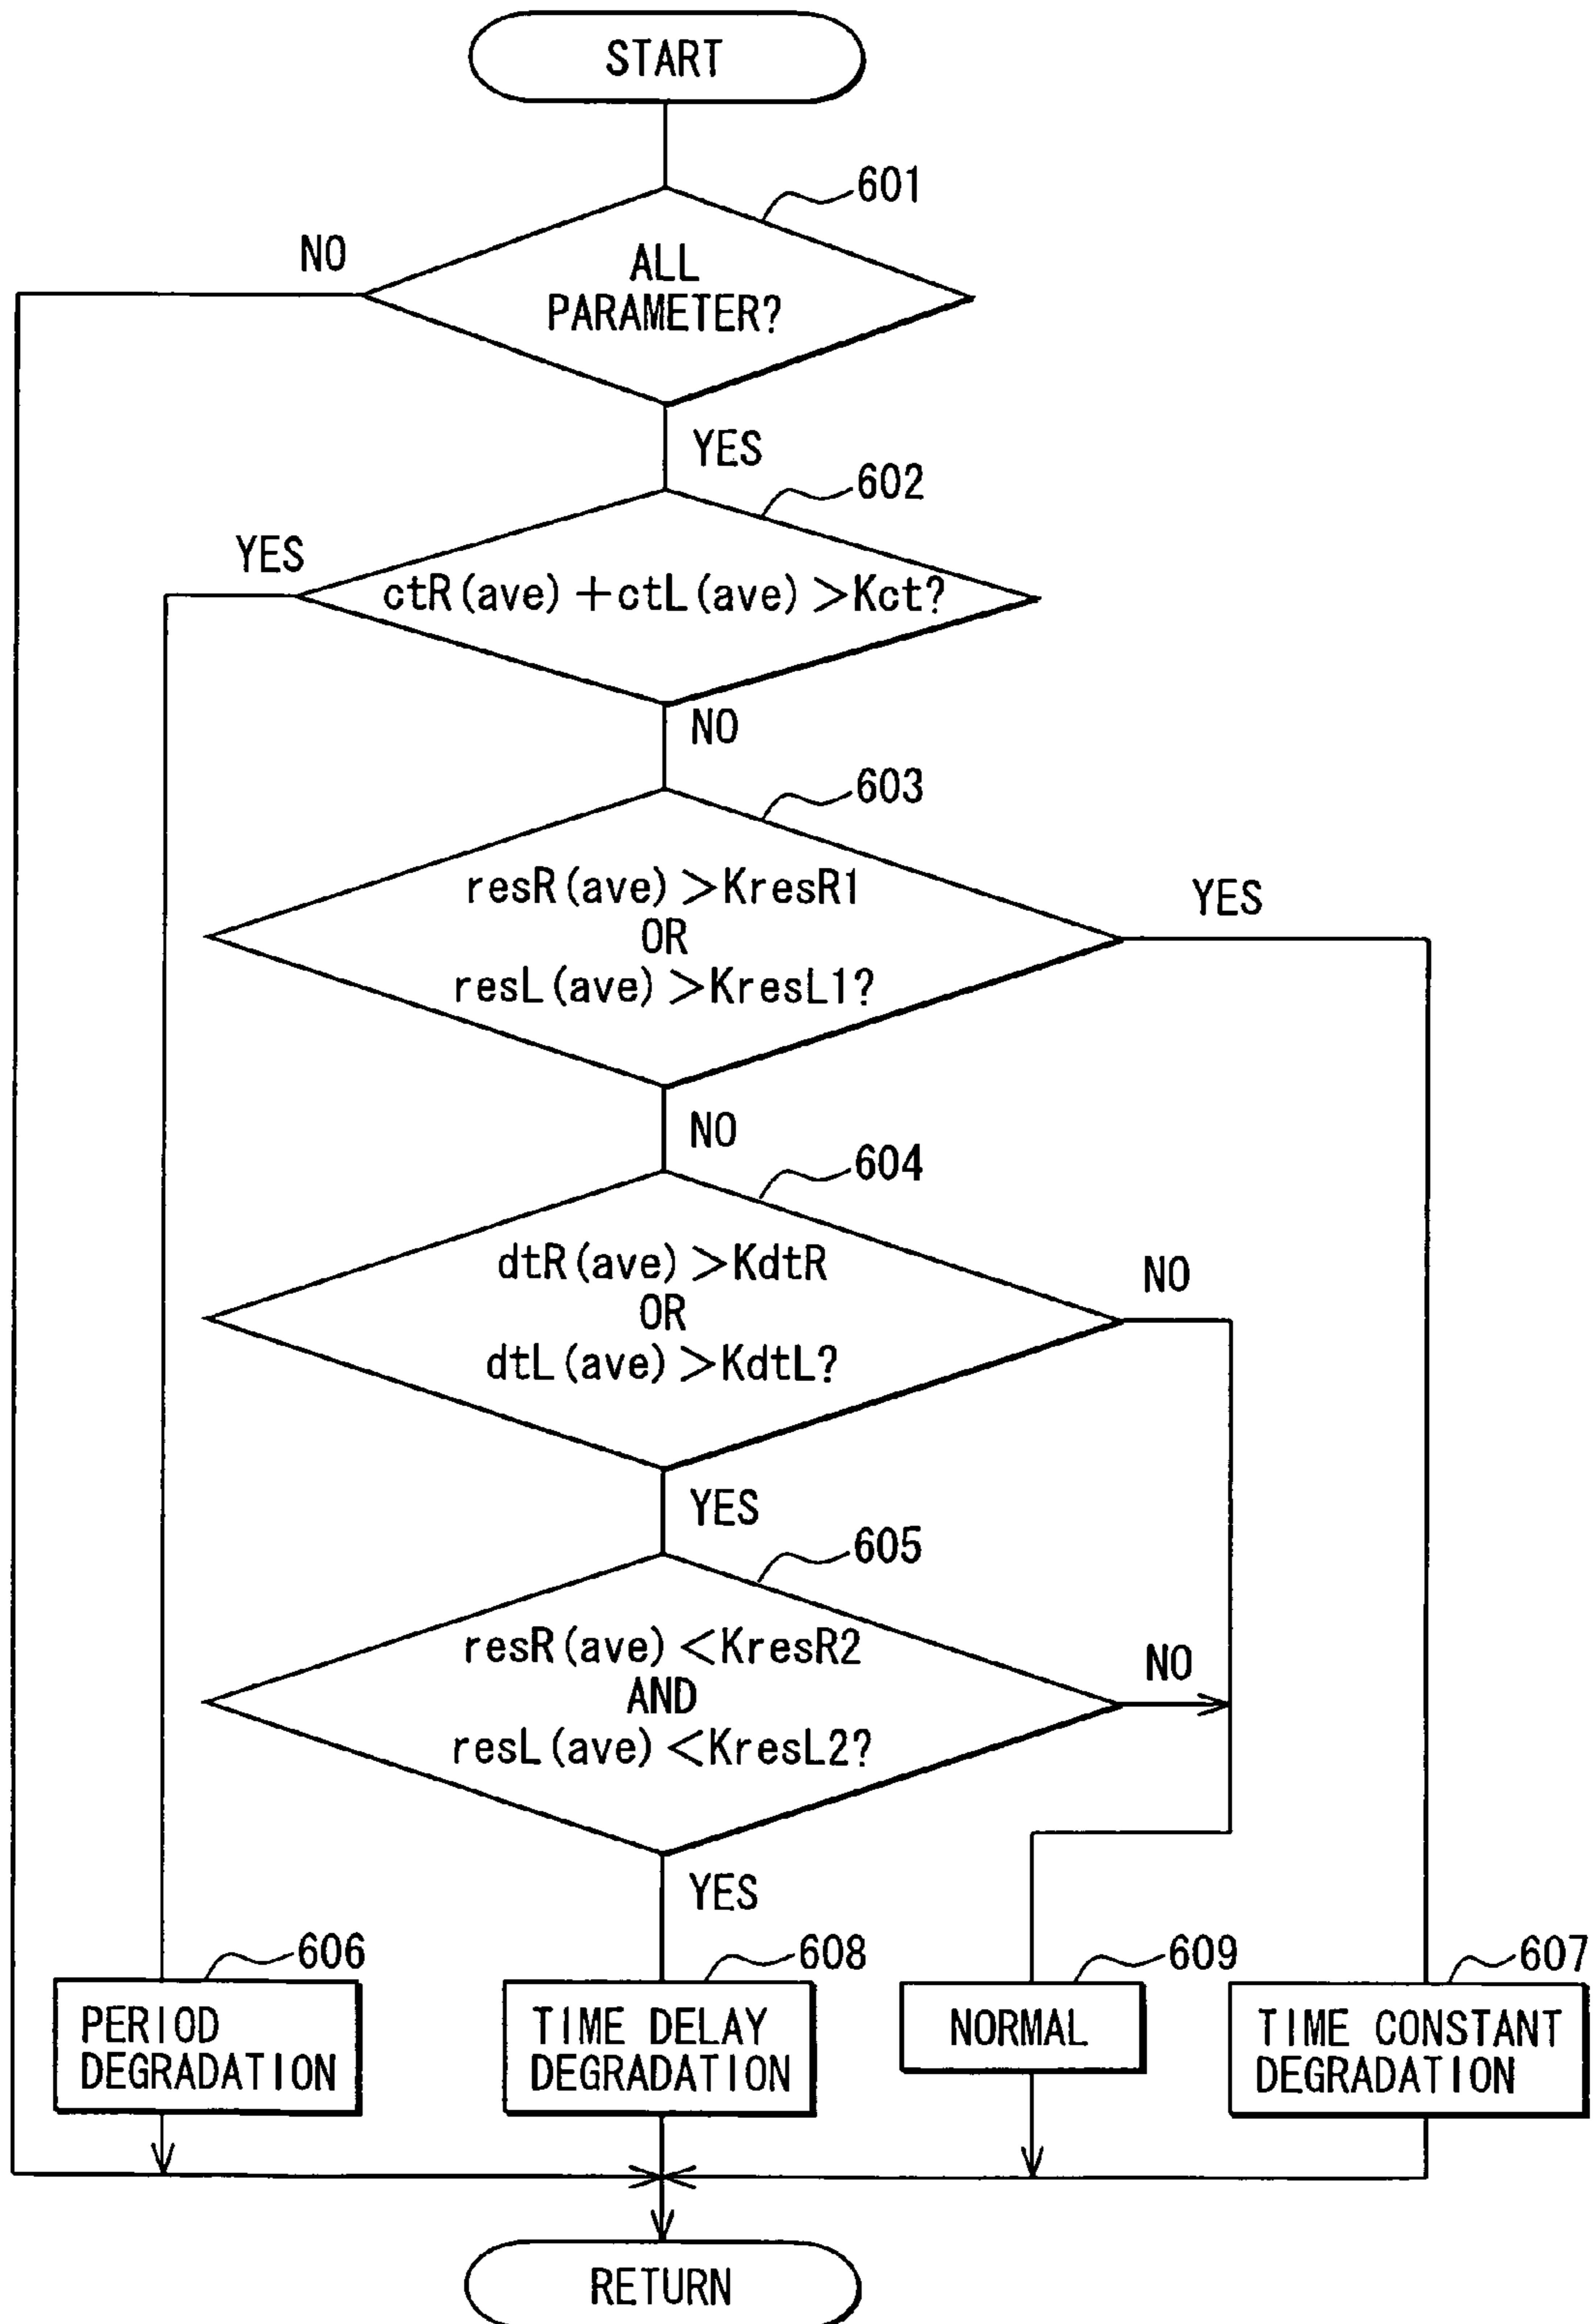 START
601
NO
ALL
PARAMETER?
YES
602
YES
ctR(ave)+ctL(ave)>Kct?
NO
603
resR(ave)>KresR1
OR
resL(ave)>KresL1?
YES
NO
604
dtR(ave)>KdtR
OR
dtL(ave)>KdtL?
NO
YES
605
resR(ave)<KresR2
AND
resL(ave)<KresL2?
NO
YES
606
PERIOD
DEGRADATION
608
TIME DELAY
DEGRADATION
609
NORMAL
607
TIME CONSTANT
DEGRADATION
RETURN